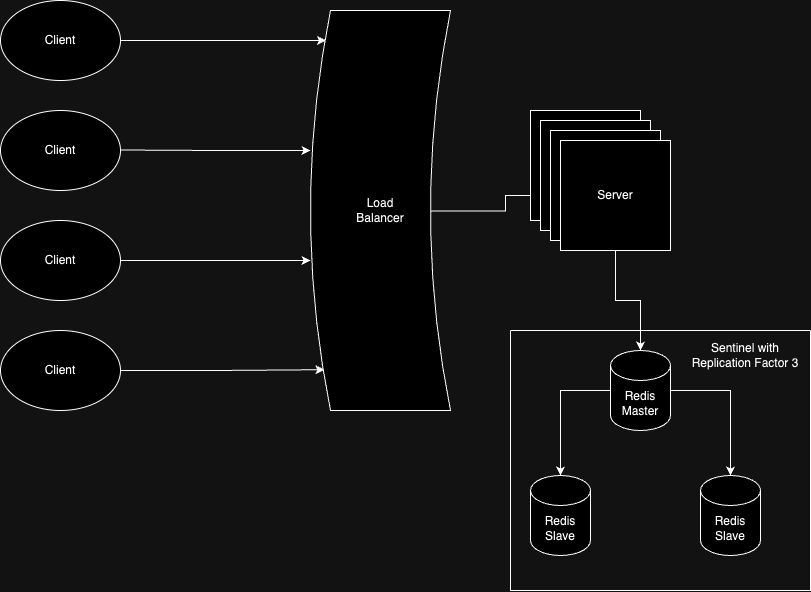 Client
Client
Client
Client
Load
Balancer
Server
Sentinel with
Replication Factor 3
Redis
Master
Redis
Slave
Redis
Slave